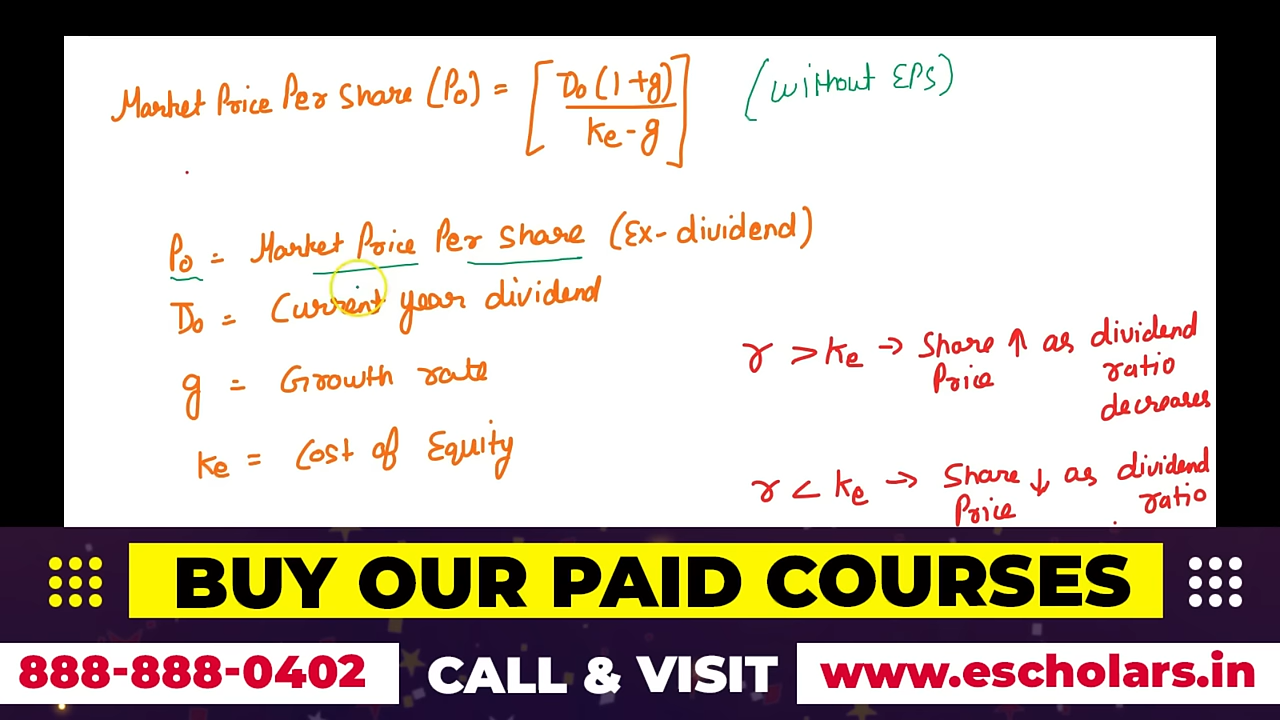 Market Price Per Share (P₀) = [D₀(1+g) / Ke-g] (without EPS)
P₀ = Market Price Per Share (Ex-dividend)
D₀ = Current year dividend
g = Growth rate
Ke = Cost of Equity
r > Ke → Share Price ↑ as dividend ratio decreases
r < Ke → Share Price ↓ as dividend ratio
BUY OUR PAID COURSES
888-888-0402 CALL & VISIT www.escholars.in